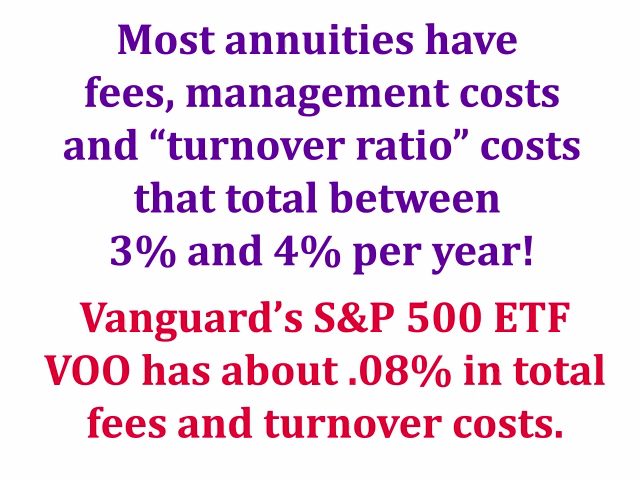 Most annuities have
fees, management costs
and “turnover ratio” costs
that total between
3% and 4% per year!
Vanguard’s S&P 500 ETF
VOO has about .08% in total
fees and turnover costs.